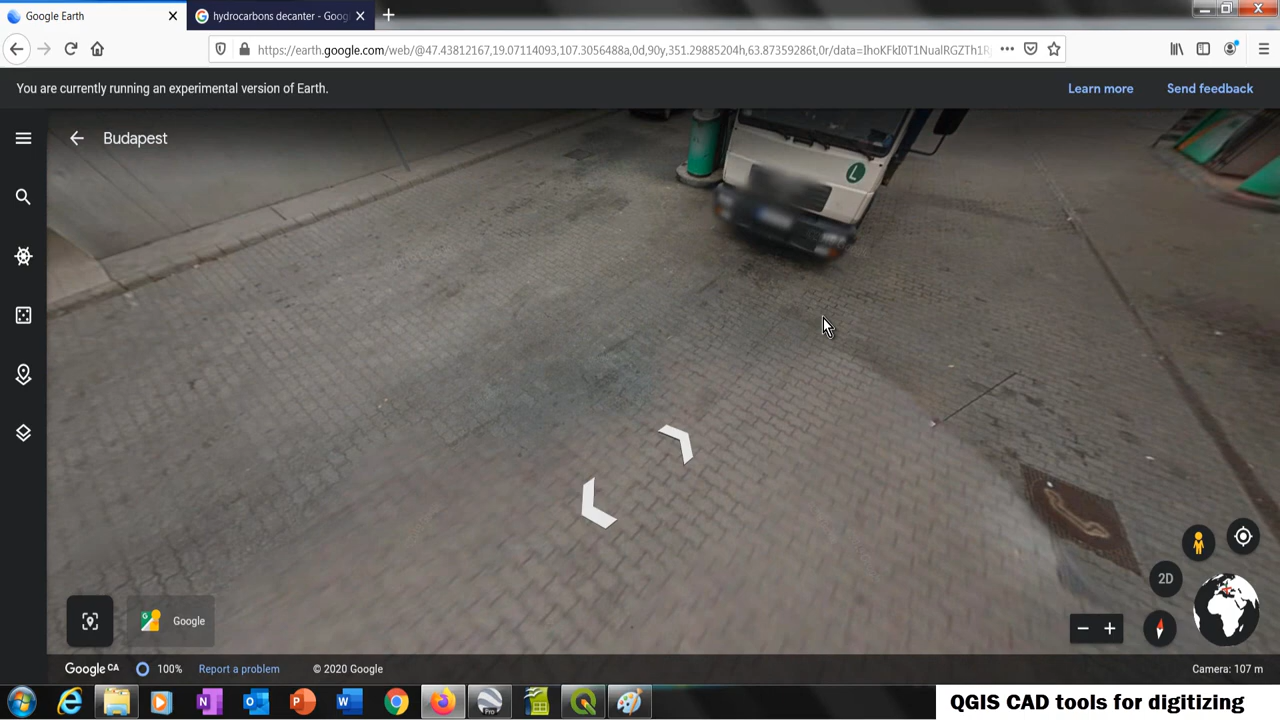 Google Earth
hydrocarbons decanter - Goog
https://earth.google.com/web/@47.43812167,19.07114093,107.3056488a,0d,90y,351.29885204h,63.87359286t,0r/data=
You are currently running an experimental version of Earth.
Learn more
Send feedback
Budapest
L
2D
Google
Google CA
100%
Report a problem
© 2020 Google
Camera: 107 m
Pro
QGIS CAD tools for digitizing